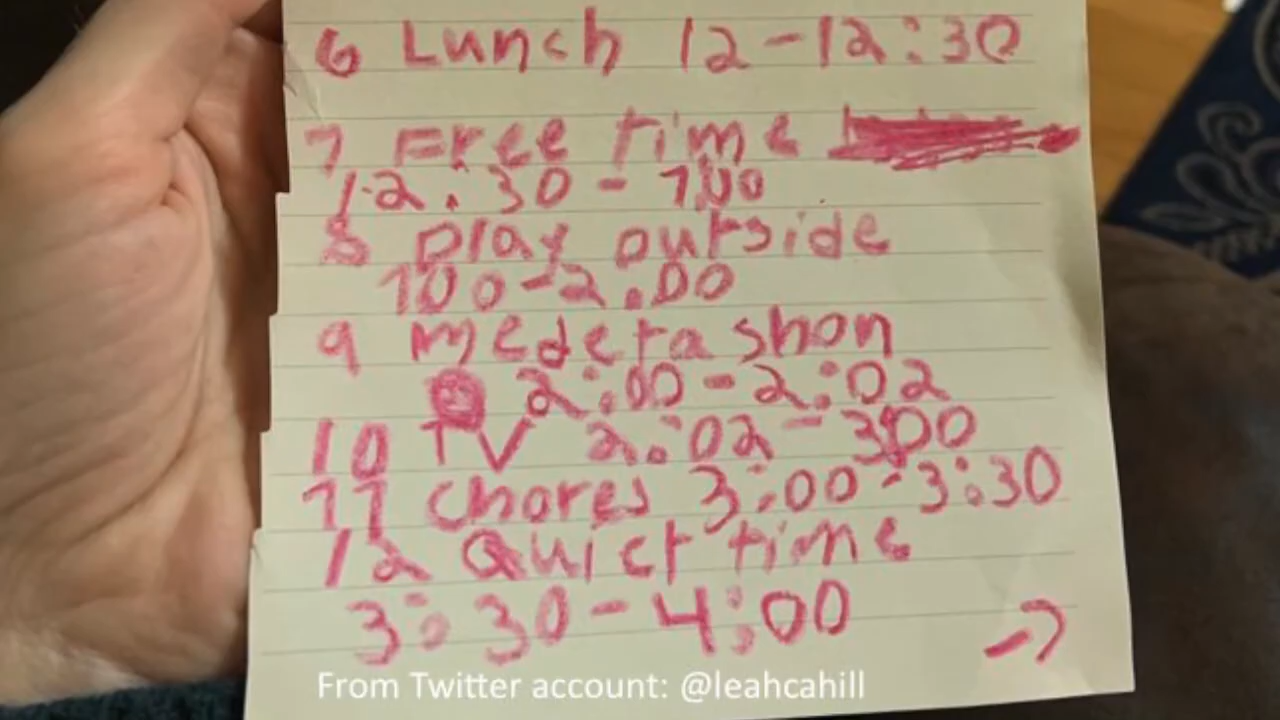 6 Lunch 12-12:30
7 Free time
12.30-1:00
8 play outside
100-2.00
9 medetashon
2:00-2:02
10 TV 2:02-3:00
11 chores 3:00-3:30
12 Quiet time
3:30-4:00
From Twitter account: @leahcahill